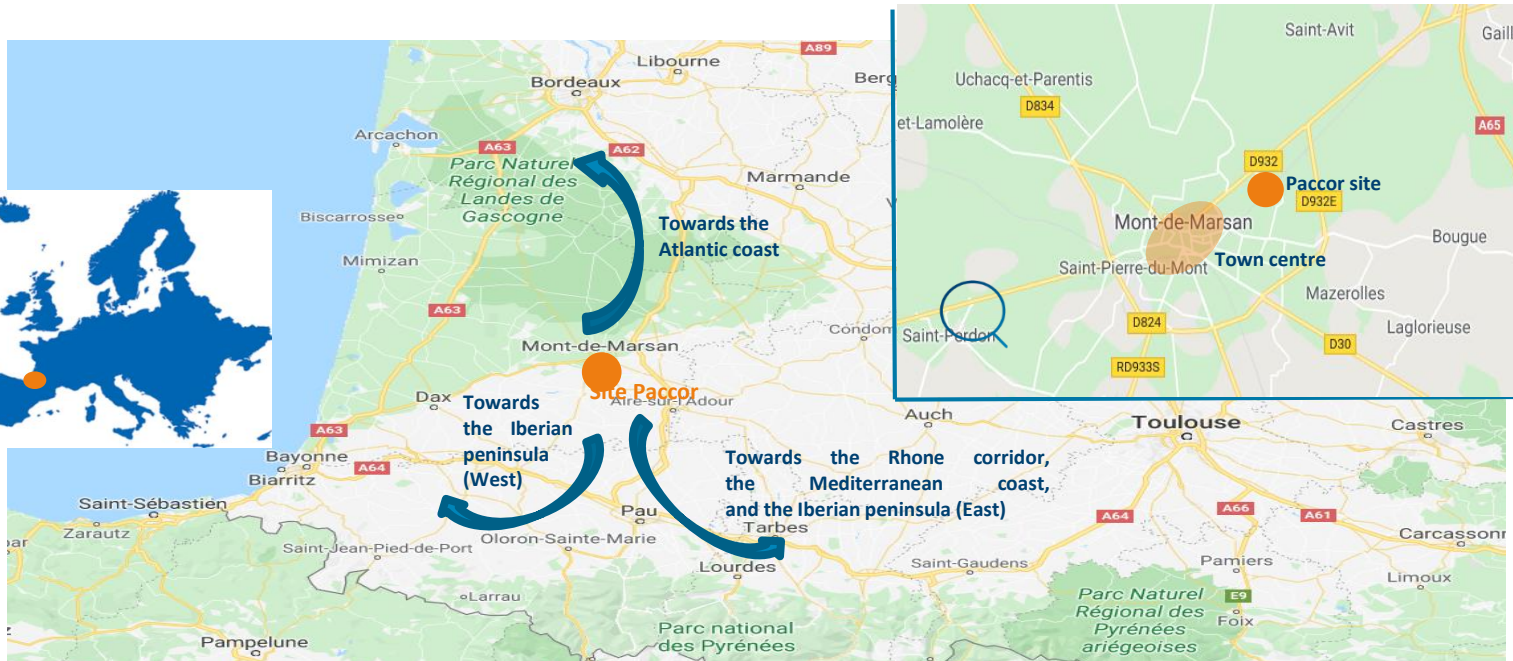 A89
Libourne
Bordeaux
Berg
Arcachon
A63
A62
Parc Naturel
Régional des
Landes de
Gascogne
Marmande
Biscarrosse
Towards the
Atlantic coast
Mimizan
A63
Condom
Mont-de-Marsan
Site Paccor
Aire-sur-l'Adour
Dax
Towards
the Iberian
peninsula
(West)
Auch
Toulouse
Castres
A63
Bayonne
Biarritz
A64
Towards the Rhone corridor,
the Mediterranean coast,
and the Iberian peninsula (East)
Saint-Sébastien
Zarautz
Pau
Tarbes
A64
A66
A61
Carcassonn
Saint-Jean-Pied-de-Port
Oloron-Sainte-Marie
Lourdes
Saint-Gaudens
Pamiers
Limoux
Larrau
Parc Naturel
Régional des
Pyrénées
ariégeoises
E9
Foix
Pampelune
Parc national
des Pyrénées
Saint-Avit
Gaill
Uchacq-et-Parentis
D834
et-Lamolère
A65
D932
Paccor site
D932E
Mont-de-Marsan
Bougue
Town centre
Saint-Pierre-du-Mont
Mazerolles
D824
Laglorieuse
Saint-Perdon
D30
RD933S